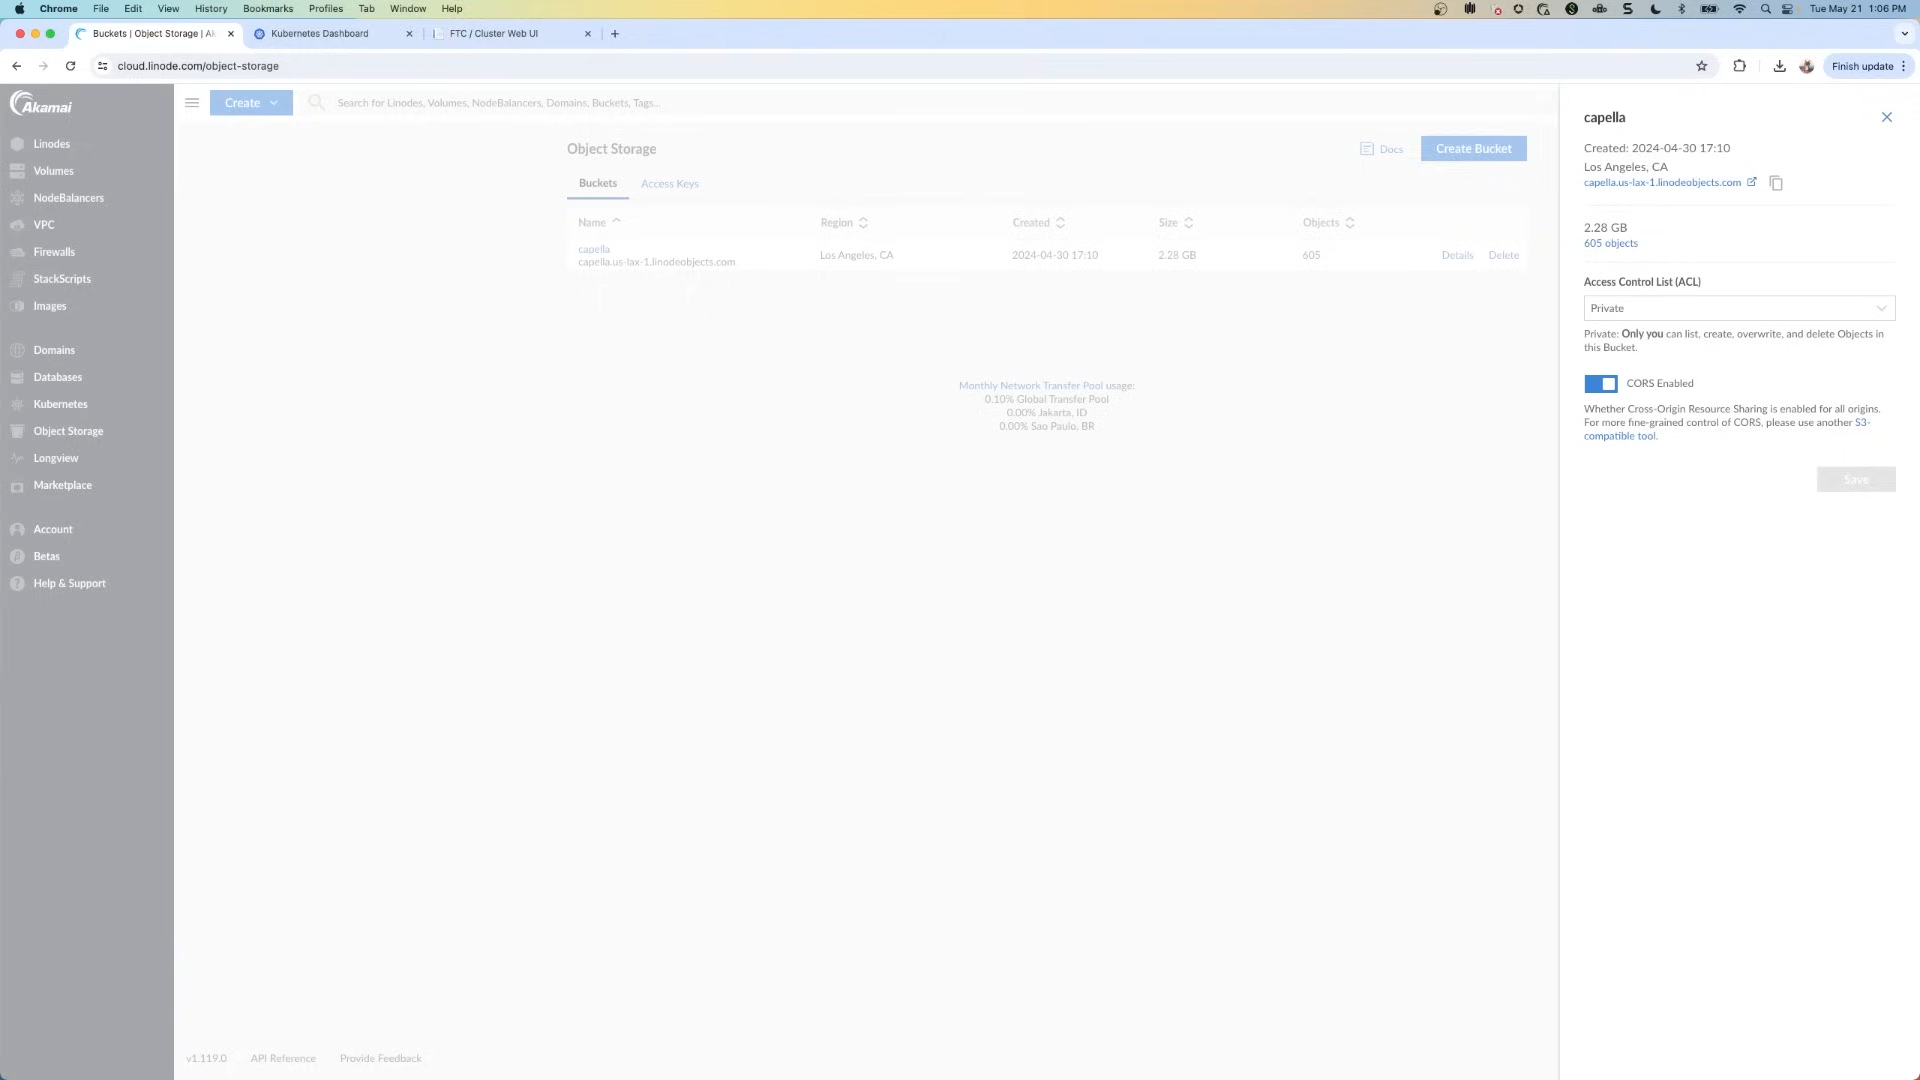 Chrome File Edit View History Bookmarks Profiles Tab Window Help Tue May 21 1:06 PM
Buckets | Object Storage | Ak Kubernetes Dashboard FTC / Cluster Web UI
cloud.linode.com/object-storage Finish update
Akamai
Linodes
Volumes
NodeBalancers
VPC
Firewalls
StackScripts
Images
Domains
Databases
Kubernetes
Object Storage
Longview
Marketplace
Account
Betas
Help & Support
Create Search for Linodes, Volumes, NodeBalancers, Domains, Buckets, Tags...
Object Storage Docs Create Bucket
Buckets Access Keys
Name Region Created Size Objects
capella
capella.us-lax-1.linodeobjects.com Los Angeles, CA 2024-04-30 17:10 2.28 GB 605 Details Delete
Monthly Network Transfer Pool usage:
0.10% Global Transfer Pool
0.00% Jakarta, ID
0.00% Sao Paulo, BR
v1.119.0 API Reference Provide Feedback
capella
Created: 2024-04-30 17:10
Los Angeles, CA
capella.us-lax-1.linodeobjects.com
2.28 GB
605 objects
Access Control List (ACL)
Private
Private: Only you can list, create, overwrite, and delete Objects in
this Bucket.
CORS Enabled
Whether Cross-Origin Resource Sharing is enabled for all origins.
For more fine-grained control of CORS, please use another S3-
compatible tool.
Save